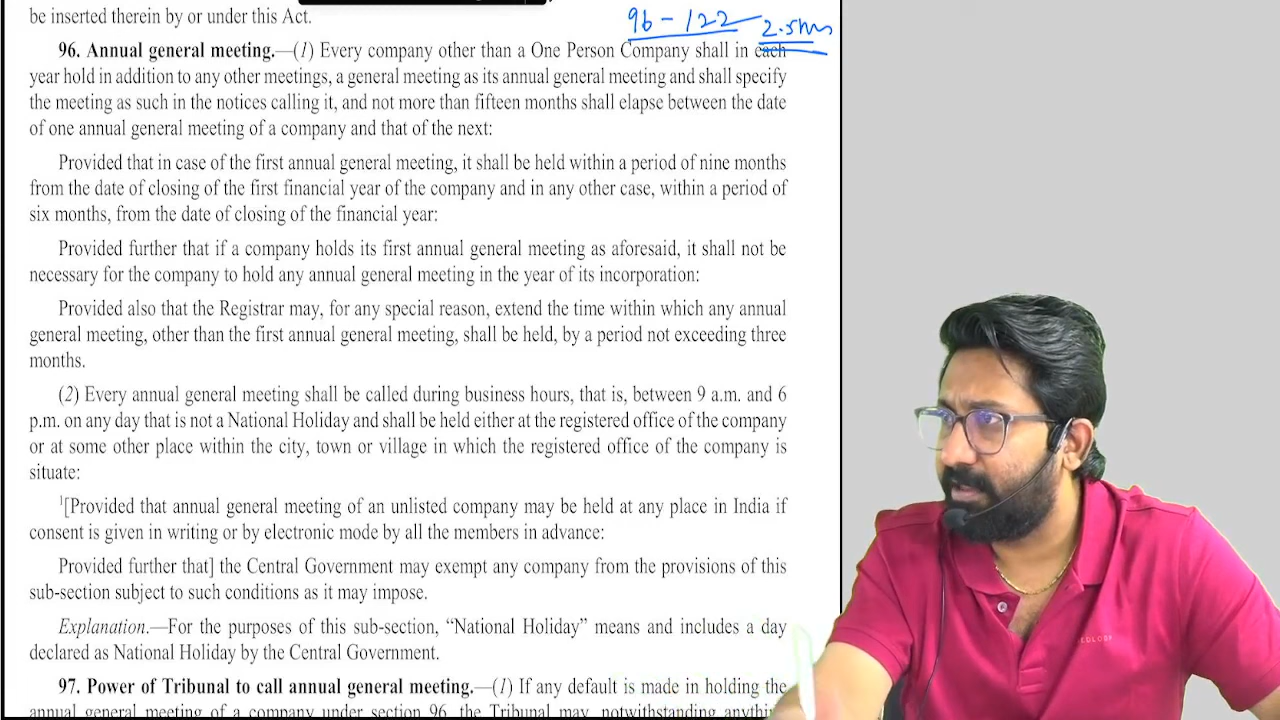 be inserted therein by or under this Act.
96 - 122 2.5hrs
96. Annual general meeting.—(1) Every company other than a One Person Company shall in each
year hold in addition to any other meetings, a general meeting as its annual general meeting and shall specify
the meeting as such in the notices calling it, and not more than fifteen months shall elapse between the date
of one annual general meeting of a company and that of the next:
Provided that in case of the first annual general meeting, it shall be held within a period of nine months
from the date of closing of the first financial year of the company and in any other case, within a period of
six months, from the date of closing of the financial year:
Provided further that if a company holds its first annual general meeting as aforesaid, it shall not be
necessary for the company to hold any annual general meeting in the year of its incorporation:
Provided also that the Registrar may, for any special reason, extend the time within which any annual
general meeting, other than the first annual general meeting, shall be held, by a period not exceeding three
months.
(2) Every annual general meeting shall be called during business hours, that is, between 9 a.m. and 6
p.m. on any day that is not a National Holiday and shall be held either at the registered office of the company
or at some other place within the city, town or village in which the registered office of the company is
situate:
1[Provided that annual general meeting of an unlisted company may be held at any place in India if
consent is given in writing or by electronic mode by all the members in advance:
Provided further that] the Central Government may exempt any company from the provisions of this
sub-section subject to such conditions as it may impose.
Explanation.—For the purposes of this sub-section, “National Holiday” means and includes a day
declared as National Holiday by the Central Government.
97. Power of Tribunal to call annual general meeting.—(1) If any default is made in holding the
annual general meeting of a company under section 96, the Tribunal may, notwithstanding